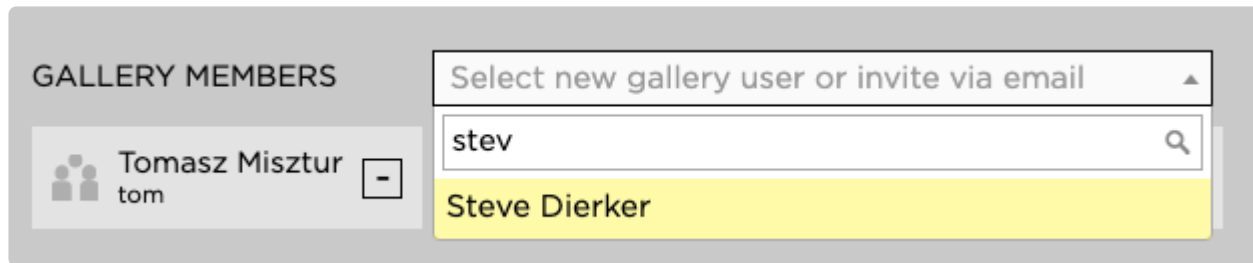 GALLERY MEMBERS
Select new gallery user or invite via email
stev
Tomasz Misztur
tom
-
Steve Dierker